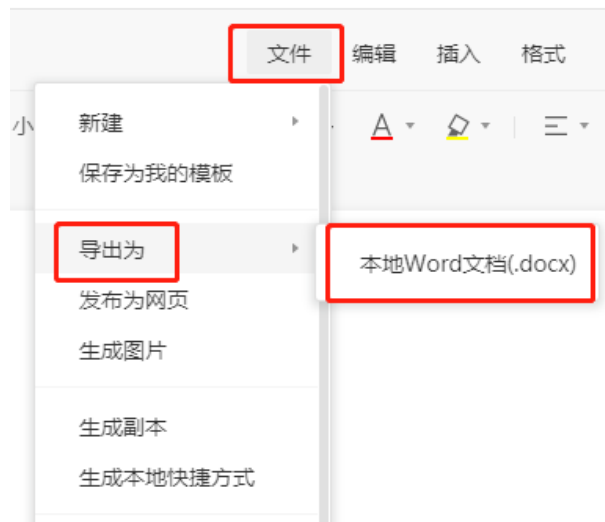 文件 编辑 插入 格式
小 A
新建
保存为我的模板
导出为
本地Word文档(.docx)
发布为网页
生成图片
生成副本
生成本地快捷方式